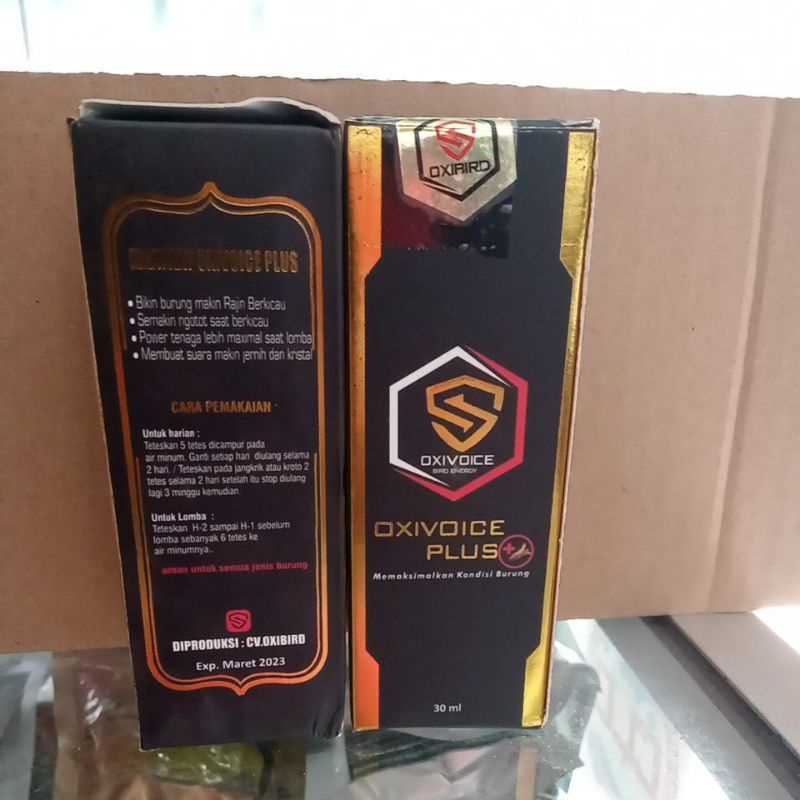 OXIVOICE PLUS
• Bikin burung makin Rajin Berkicau
• Semakin ngotot saat berkicau
• Power tenaga lebih maximal saat lomba
• Membuat suara makin jernih dan kristal
CARA PEMAKAIAN :
Untuk harian :
Teteskan 5 tetes dicampur pada
air minum. Ganti setiap hari diulang selama
2 hari. / Teteskan pada jangkrik atau kroto 2
tetes selama 2 hari setelah itu stop diulang
lagi 3 minggu kemudian.
Untuk Lomba :
Teteskan H-2 sampai H-1 sebelum
lomba sebanyak 6 tetes ke
air minumnya..
aman untuk semua jenis burung
DIPRODUKSI : CV.OXIBIRD
Exp. Maret 2023
OXIBIRD
OXIVOICE
BIRD ENERGY
OXIVOICE
PLUS
Memaksimalkan Kondisi Burung
30 ml